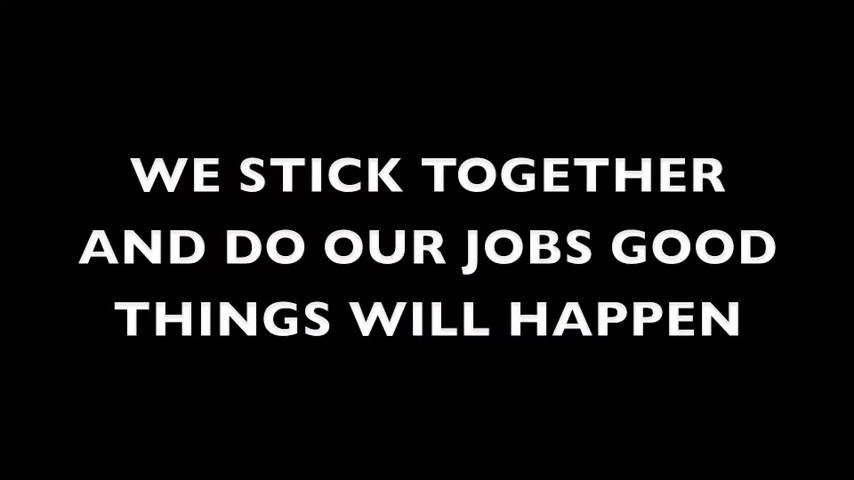 WE STICK TOGETHER
AND DO OUR JOBS GOOD
THINGS WILL HAPPEN